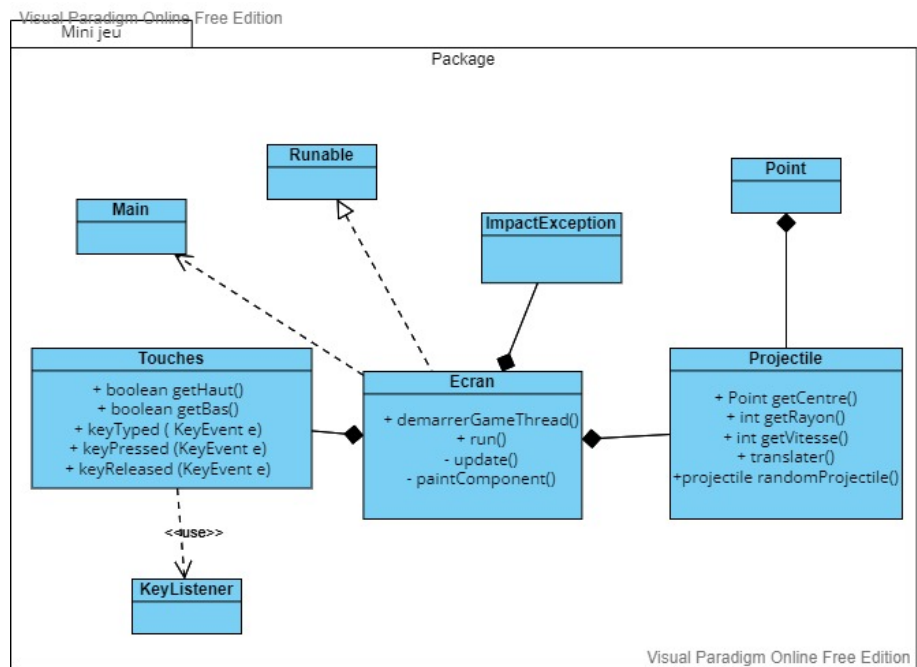 Visual Paradigm Online Free Edition
Mini jeu
Package
Runable
Point
Main
ImpactException
Touches
+ boolean getHaut()
+ boolean getBas()
+ keyTyped ( KeyEvent e)
+ keyPressed (KeyEvent e)
+ keyReleased (KeyEvent e)
Ecran
+ demarrerGameThread()
+ run()
- update()
- paintComponent()
Projectile
+ Point getCentre()
+ int getRayon()
+ int getVitesse()
+ translater()
+projectile randomProjectile()
<<use>>
KeyListener
Visual Paradigm Online Free Edition